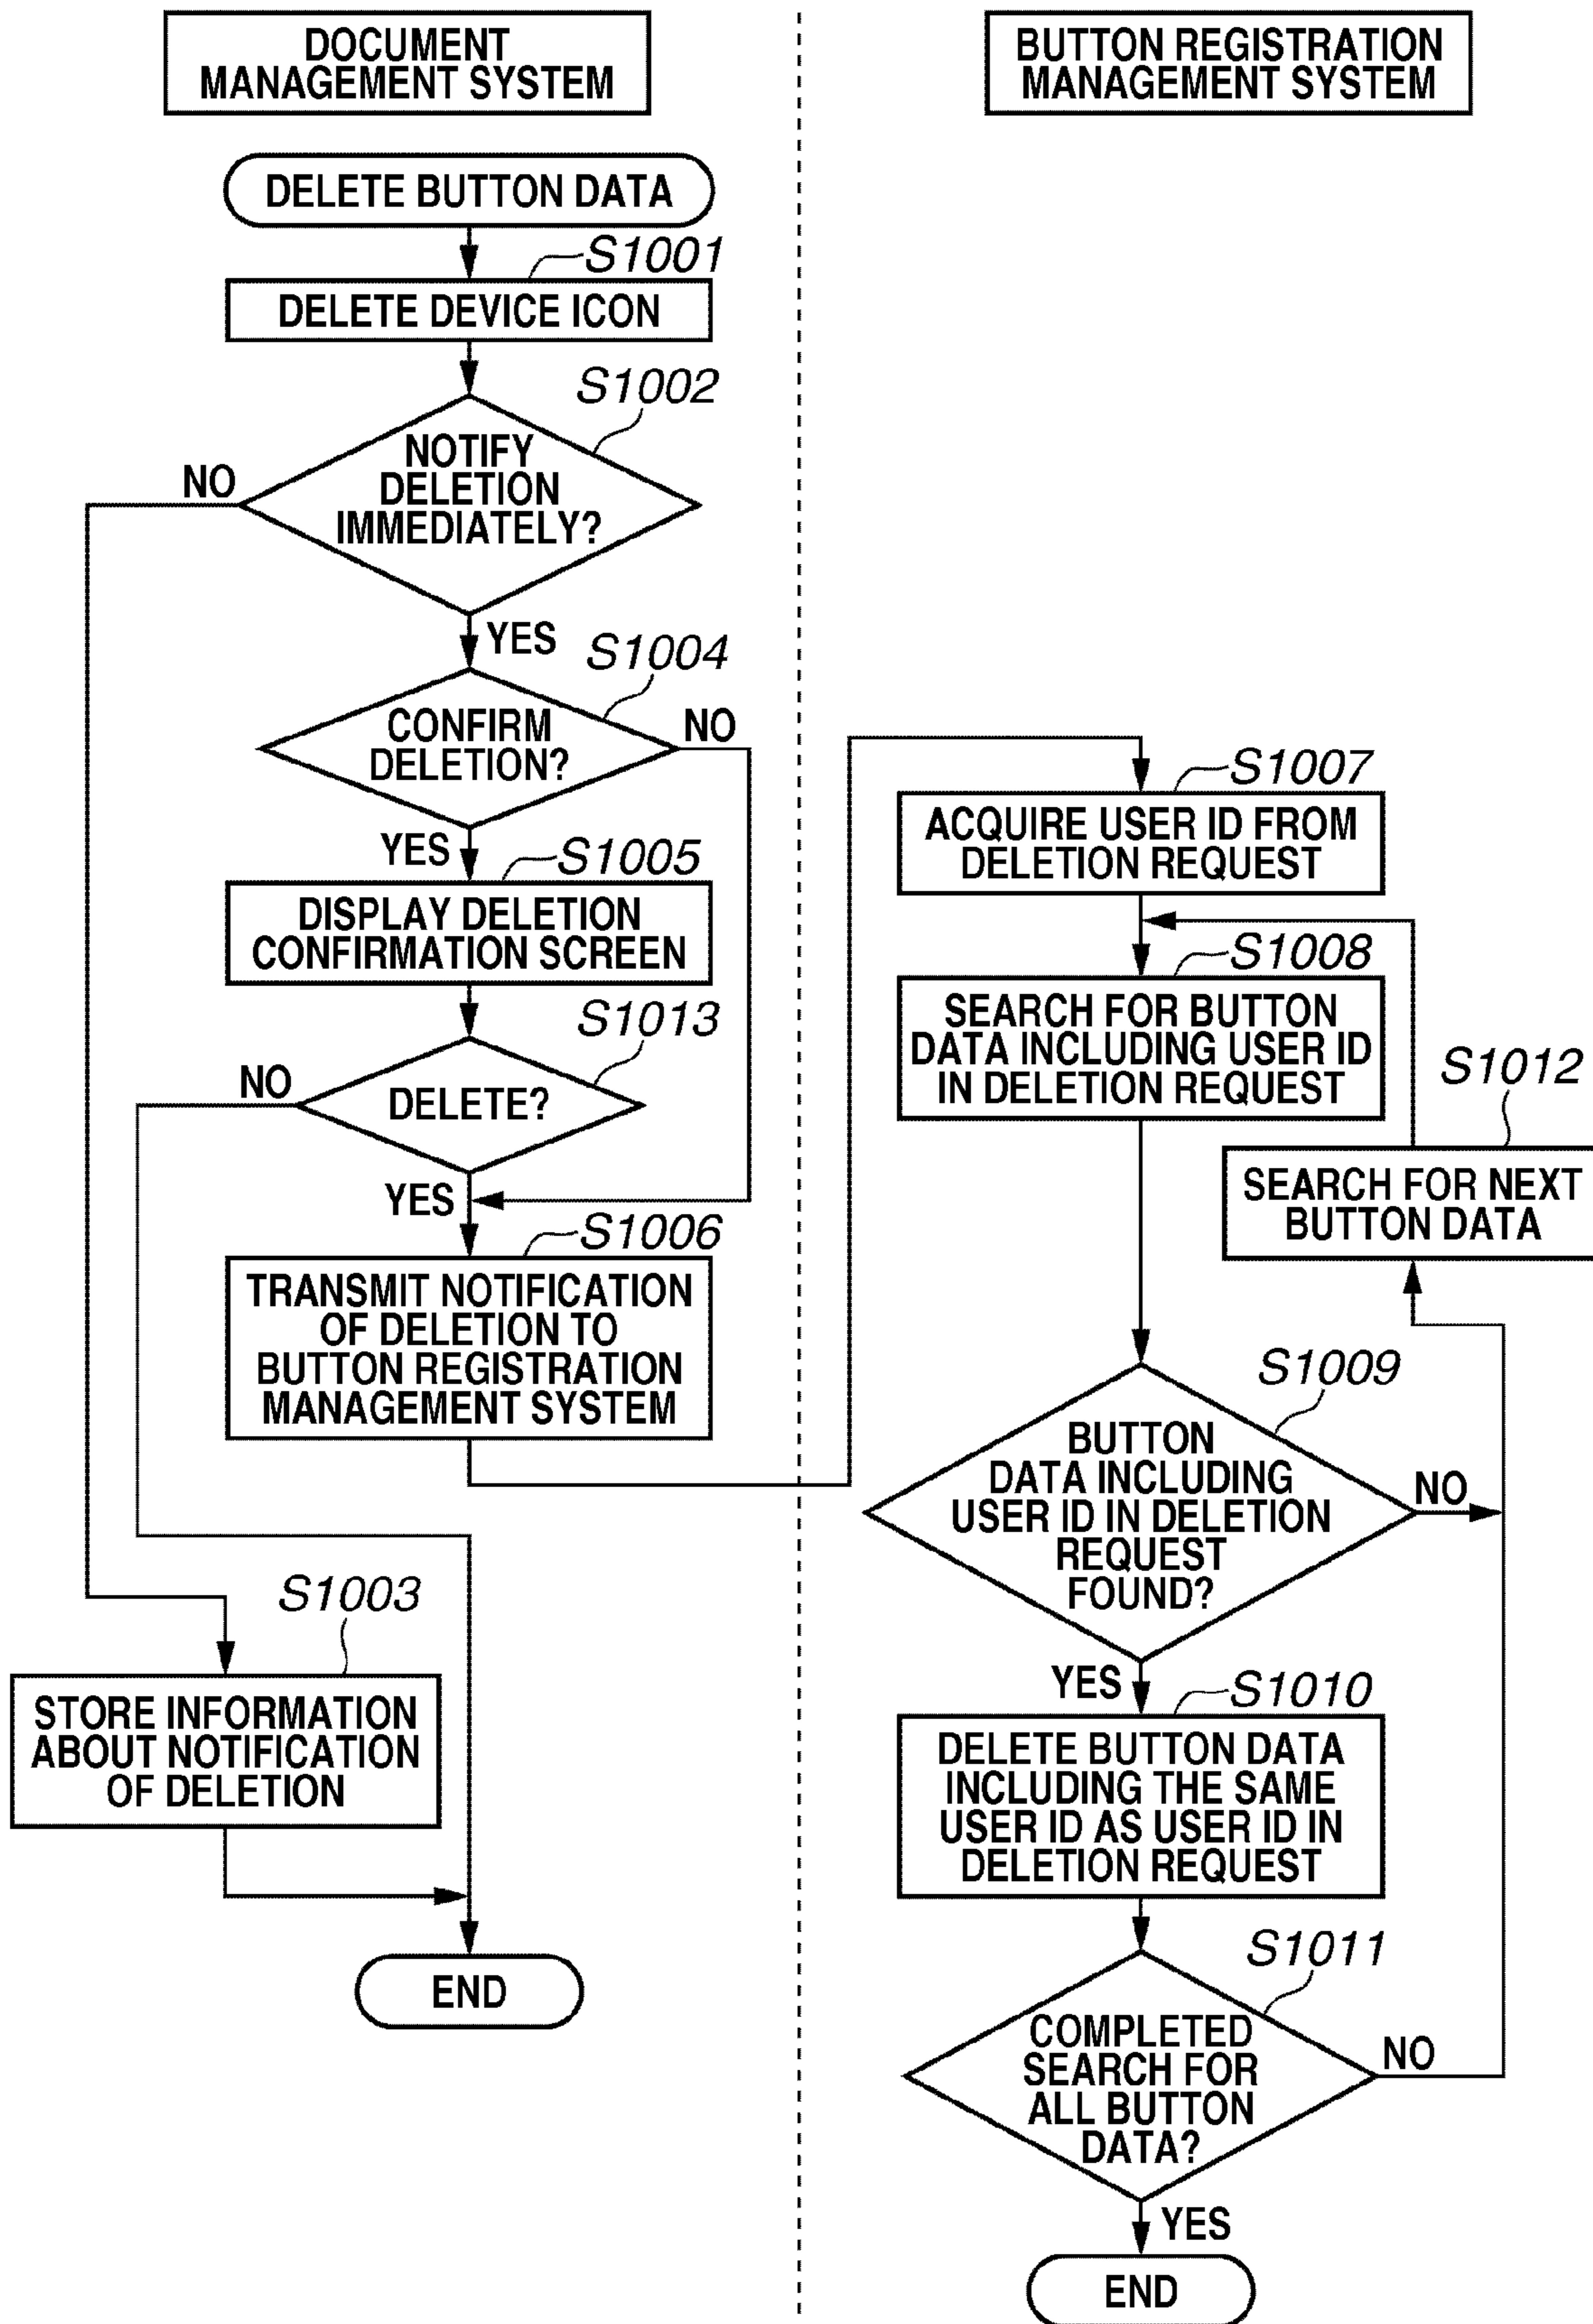 DOCUMENT
MANAGEMENT SYSTEM
DELETE BUTTON DATA
S1001
DELETE DEVICE ICON
S1002
NOTIFY
DELETION
IMMEDIATELY?
NO
YES
S1004
CONFIRM
DELETION?
NO
YES
S1005
DISPLAY DELETION
CONFIRMATION SCREEN
S1013
NO
DELETE?
YES
S1006
TRANSMIT NOTIFICATION
OF DELETION TO
BUTTON REGISTRATION
MANAGEMENT SYSTEM
S1003
STORE INFORMATION
ABOUT NOTIFICATION
OF DELETION
END
BUTTON REGISTRATION
MANAGEMENT SYSTEM
S1007
ACQUIRE USER ID FROM
DELETION REQUEST
S1008
SEARCH FOR BUTTON
DATA INCLUDING USER ID
IN DELETION REQUEST
S1012
SEARCH FOR NEXT
BUTTON DATA
S1009
BUTTON
DATA INCLUDING
USER ID IN DELETION
REQUEST
FOUND?
NO
YES
S1010
DELETE BUTTON DATA
INCLUDING THE SAME
USER ID AS USER ID IN
DELETION REQUEST
S1011
COMPLETED
SEARCH FOR
ALL BUTTON
DATA?
NO
YES
END